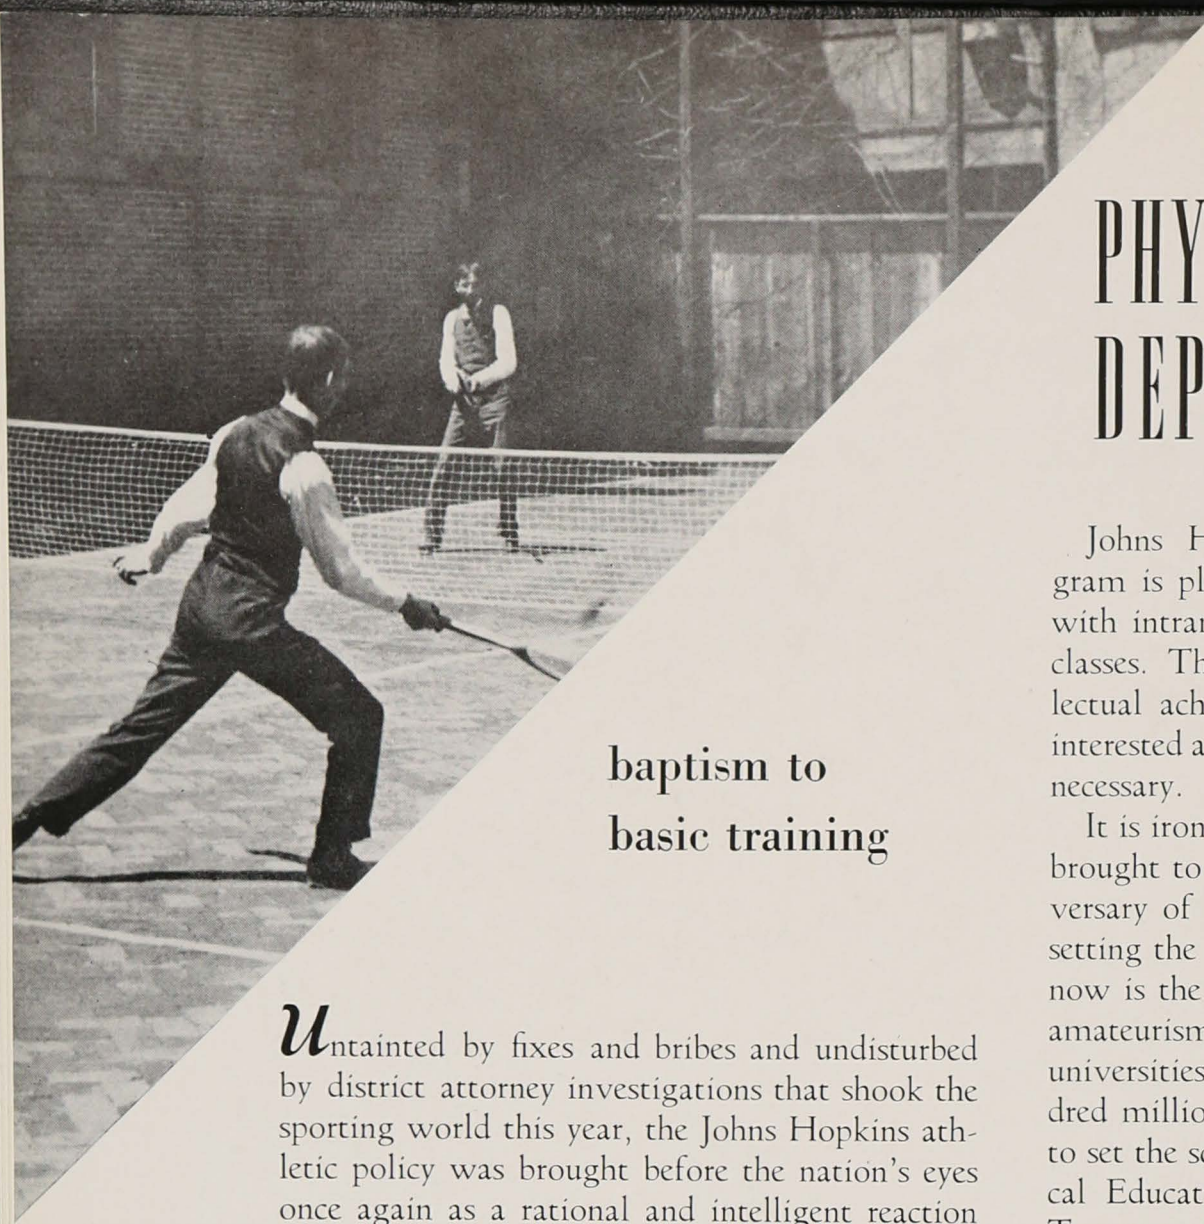 baptism to
basic training
Untainted by fixes and bribes and undisturbed
by district attorney investigations that shook the
sporting world this year, the Johns Hopkins ath-
letic policy was brought before the nation's eyes
once again as a rational and intelligent reaction
PHY
DEP
Johns H
gram is pl
with intra
classes. Th
lectual ach
interested a
necessary.
It is iron
brought to
versary of
setting the
now is the
amateurism
universities
dred millio
to set the s
cal Educat